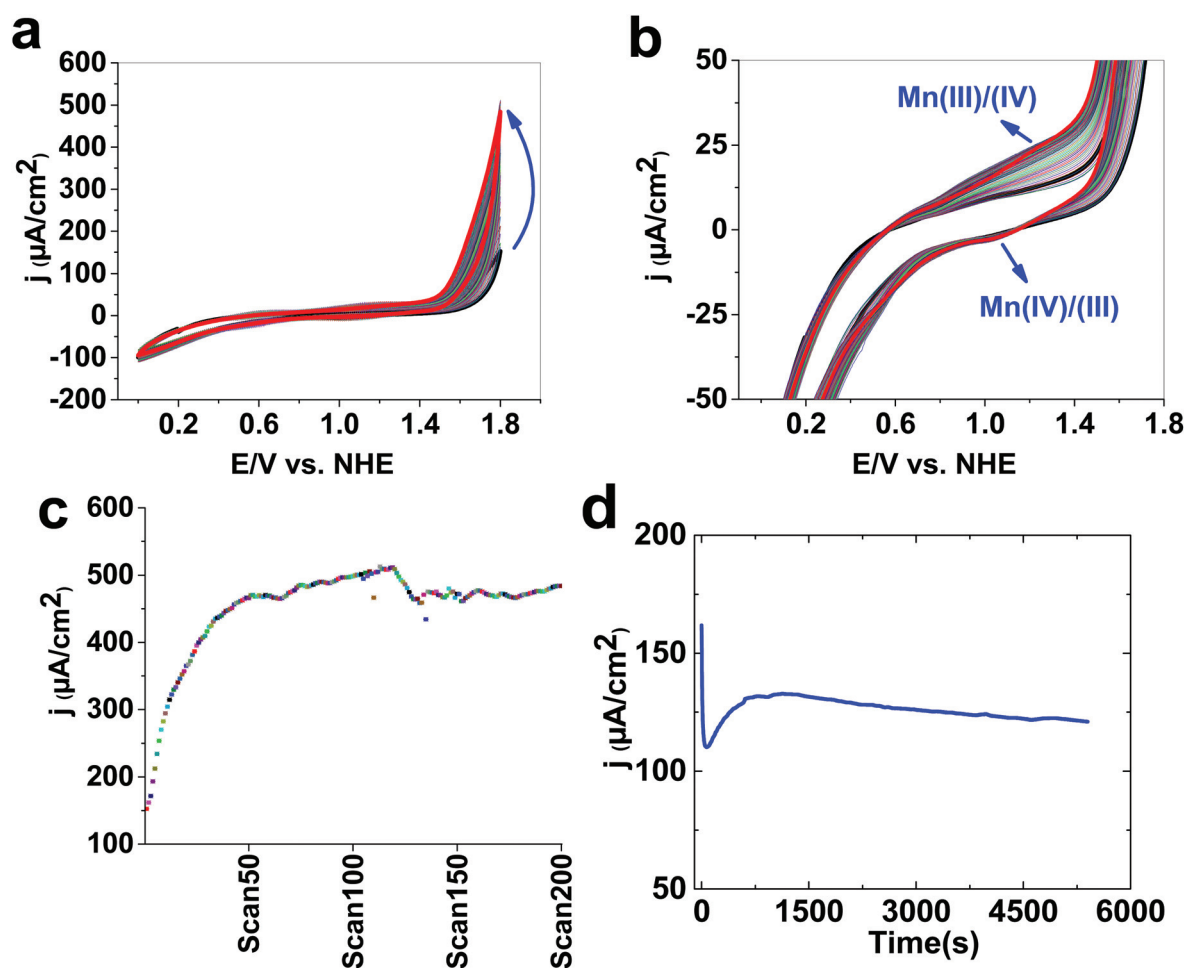 a
j (µA/cm2)
600
500
400
300
200
100
0
-100
-200
0.2 0.6 1.0 1.4 1.8
E/V vs. NHE
b
j (µA/cm2)
50
25
0
-25
-50
Mn(III)/(IV)
Mn(IV)/(III)
0.2 0.6 1.0 1.4 1.8
E/V vs. NHE
c
j (µA/cm2)
600
500
400
300
200
100
Scan50
Scan100
Scan150
Scan200
d
j (µA/cm2)
200
150
100
50
0 1500 3000 4500 6000
Time(s)